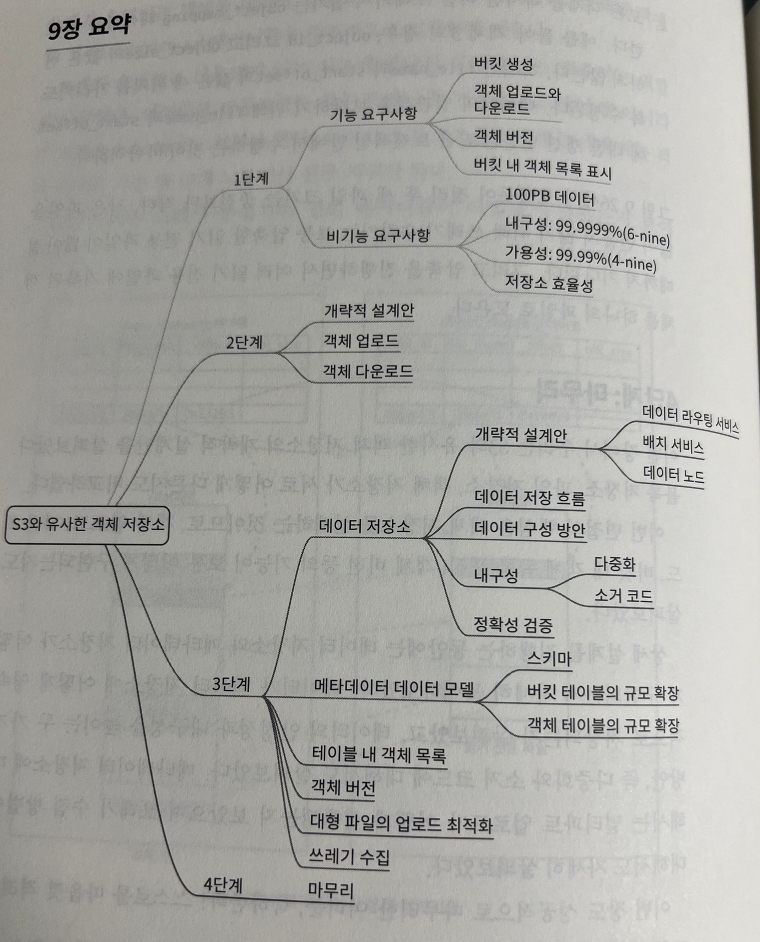 9장 요약
S3와 유사한 객체 저장소
1단계
기능 요구사항
버킷 생성
객체 업로드와
다운로드
객체 버전
버킷 내 객체 목록 표시
비기능 요구사항
100PB 데이터
내구성: 99.9999%(6-nine)
가용성: 99.99%(4-nine)
저장소 효율성
2단계
개략적 설계안
객체 업로드
객체 다운로드
3단계
데이터 저장소
개략적 설계안
데이터 라우팅 서비스
배치 서비스
데이터 노드
데이터 저장 흐름
데이터 구성 방안
내구성
다중화
소거 코드
정확성 검증
메타데이터 데이터 모델
스키마
버킷 테이블의 규모 확장
객체 테이블의 규모 확장
테이블 내 객체 목록
객체 버전
대형 파일의 업로드 최적화
쓰레기 수집
4단계
마무리